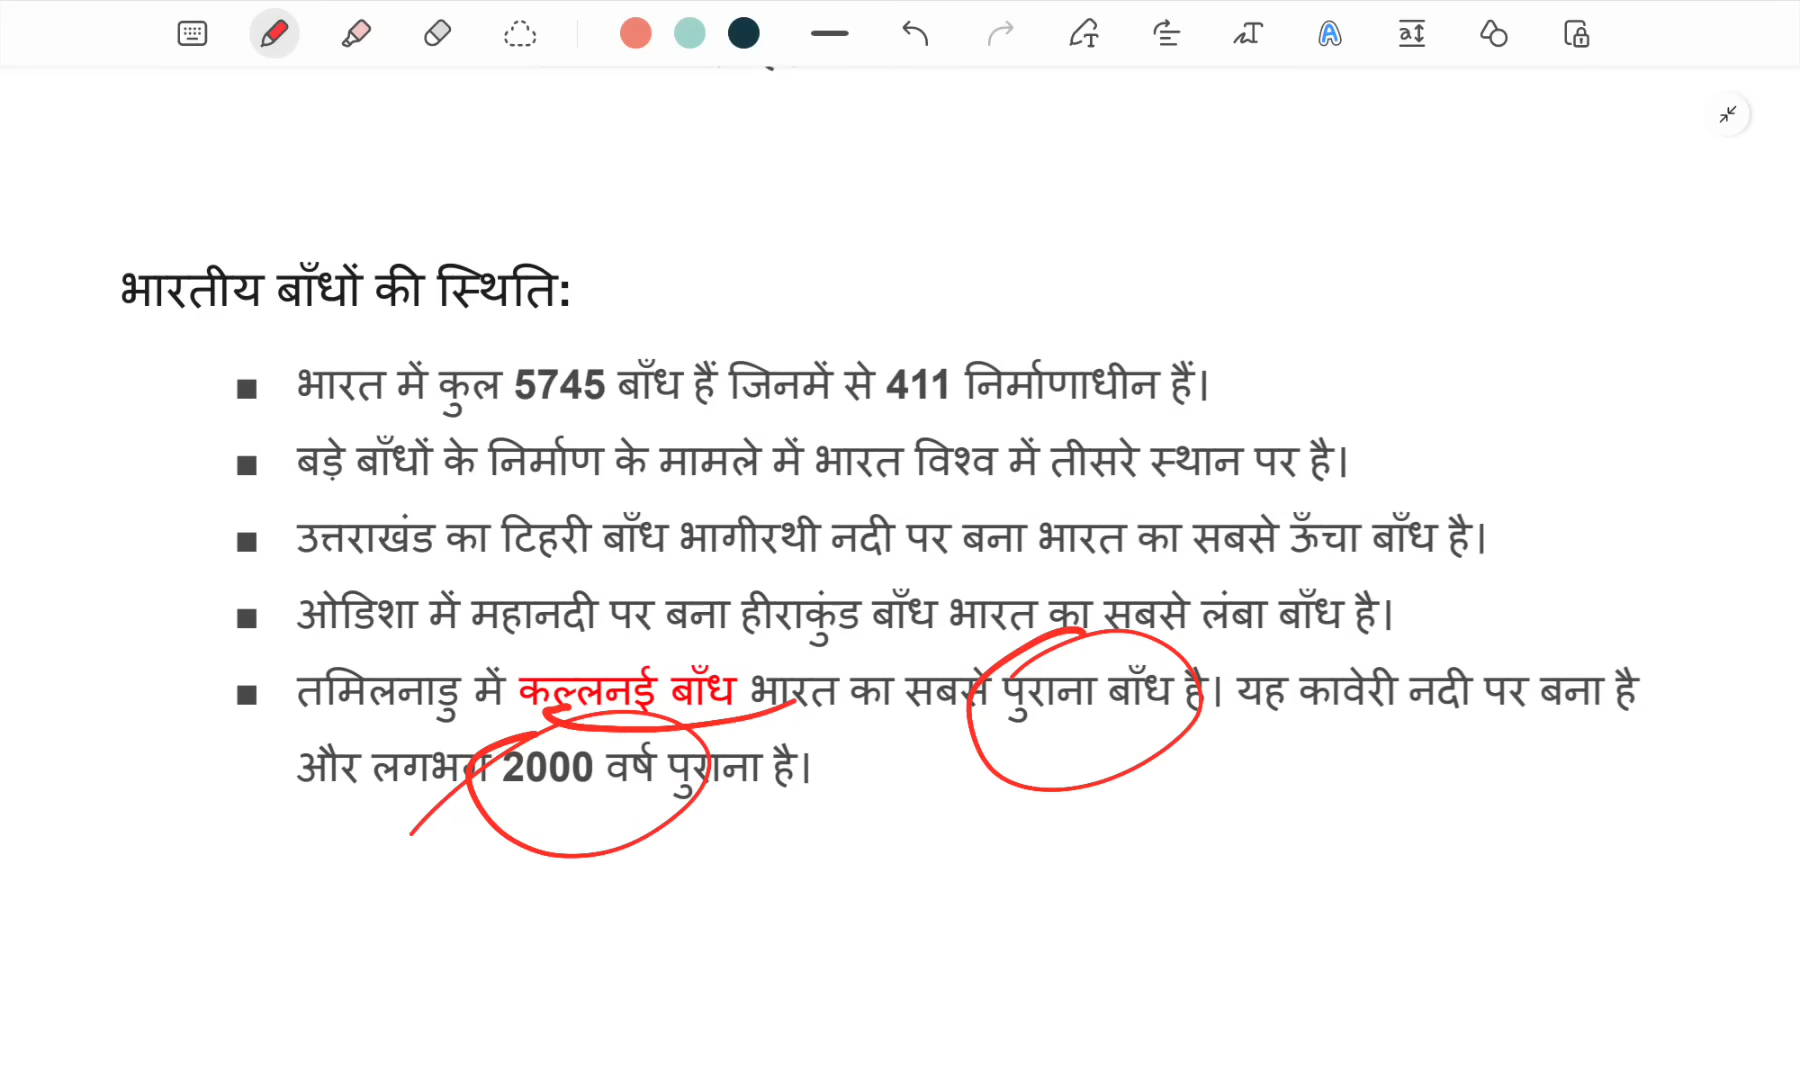 भारतीय बाँधों की स्थिति:
■ भारत में कुल 5745 बाँध हैं जिनमें से 411 निर्माणाधीन हैं।
■ बड़े बाँधों के निर्माण के मामले में भारत विश्व में तीसरे स्थान पर है।
■ उत्तराखंड का टिहरी बाँध भागीरथी नदी पर बना भारत का सबसे ऊँचा बाँध है।
■ ओडिशा में महानदी पर बना हीराकुंड बाँध भारत का सबसे लंबा बाँध है।
■ तमिलनाडु में कल्लनई बाँध भारत का सबसे पुराना बाँध है। यह कावेरी नदी पर बना है
और लगभग 2000 वर्ष पुराना है।